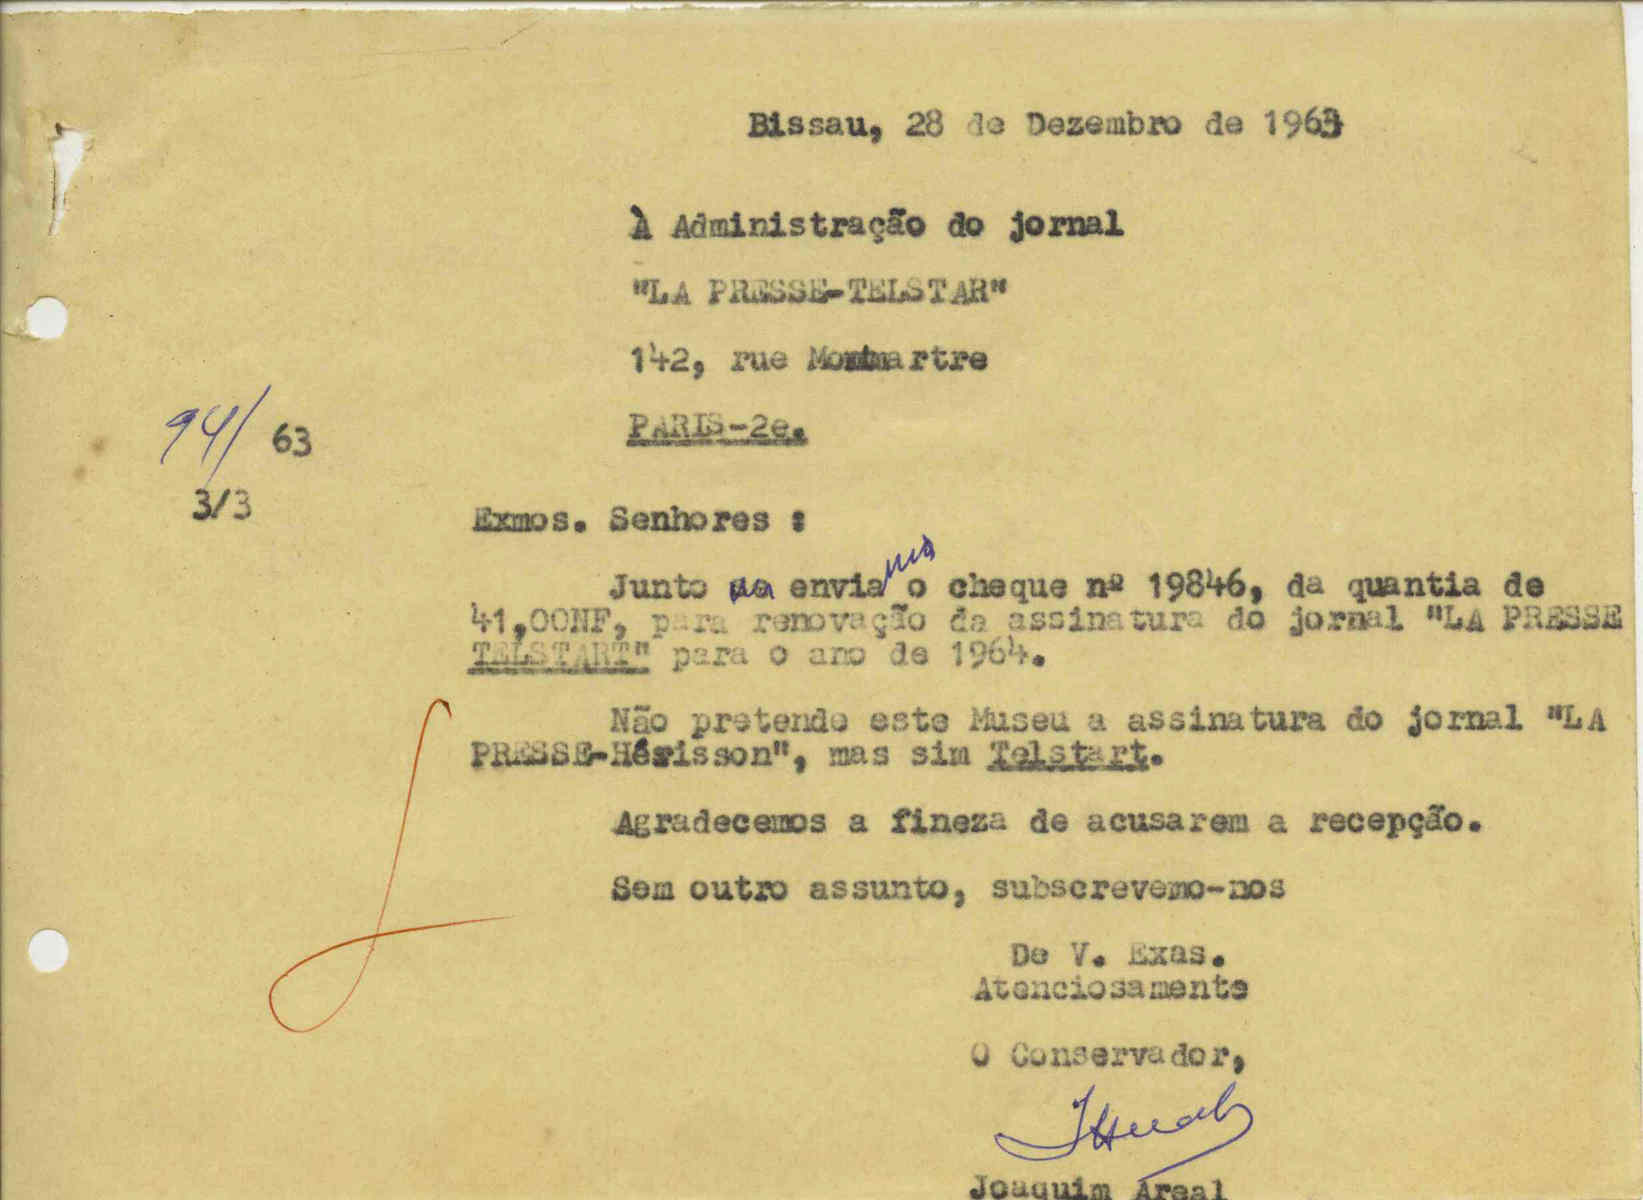 Bissau, 28 de Dezembro de 1963
À Administração do jornal
"LA PRESSE-TELSTAR"
142, rue Montmartre
PARIS-2e.
94/ 63
3/3
Exmos. Senhores :
Junto enviamos o cheque nº 19846, da quantia de
41,00NF, para renovação da assinatura do jornal "LA PRESSE
TELSTART" para o ano de 1964.
Não pretende este Museu a assinatura do jornal "LA
PRESSE-Hérisson", mas sim Telstart.
Agradecemos a fineza de acusarem a recepção.
Sem outro assunto, subscrevemo-nos
De V. Exas.
Atenciosamente
O Conservador,
Joaquim Areal